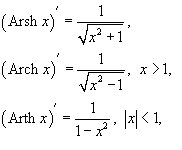 (Arsh x)′ = 1/√(x² + 1) ,
(Arch x)′ = 1/√(x² − 1) , x > 1,
(Arth x)′ = 1/(1 − x²) , |x| < 1,